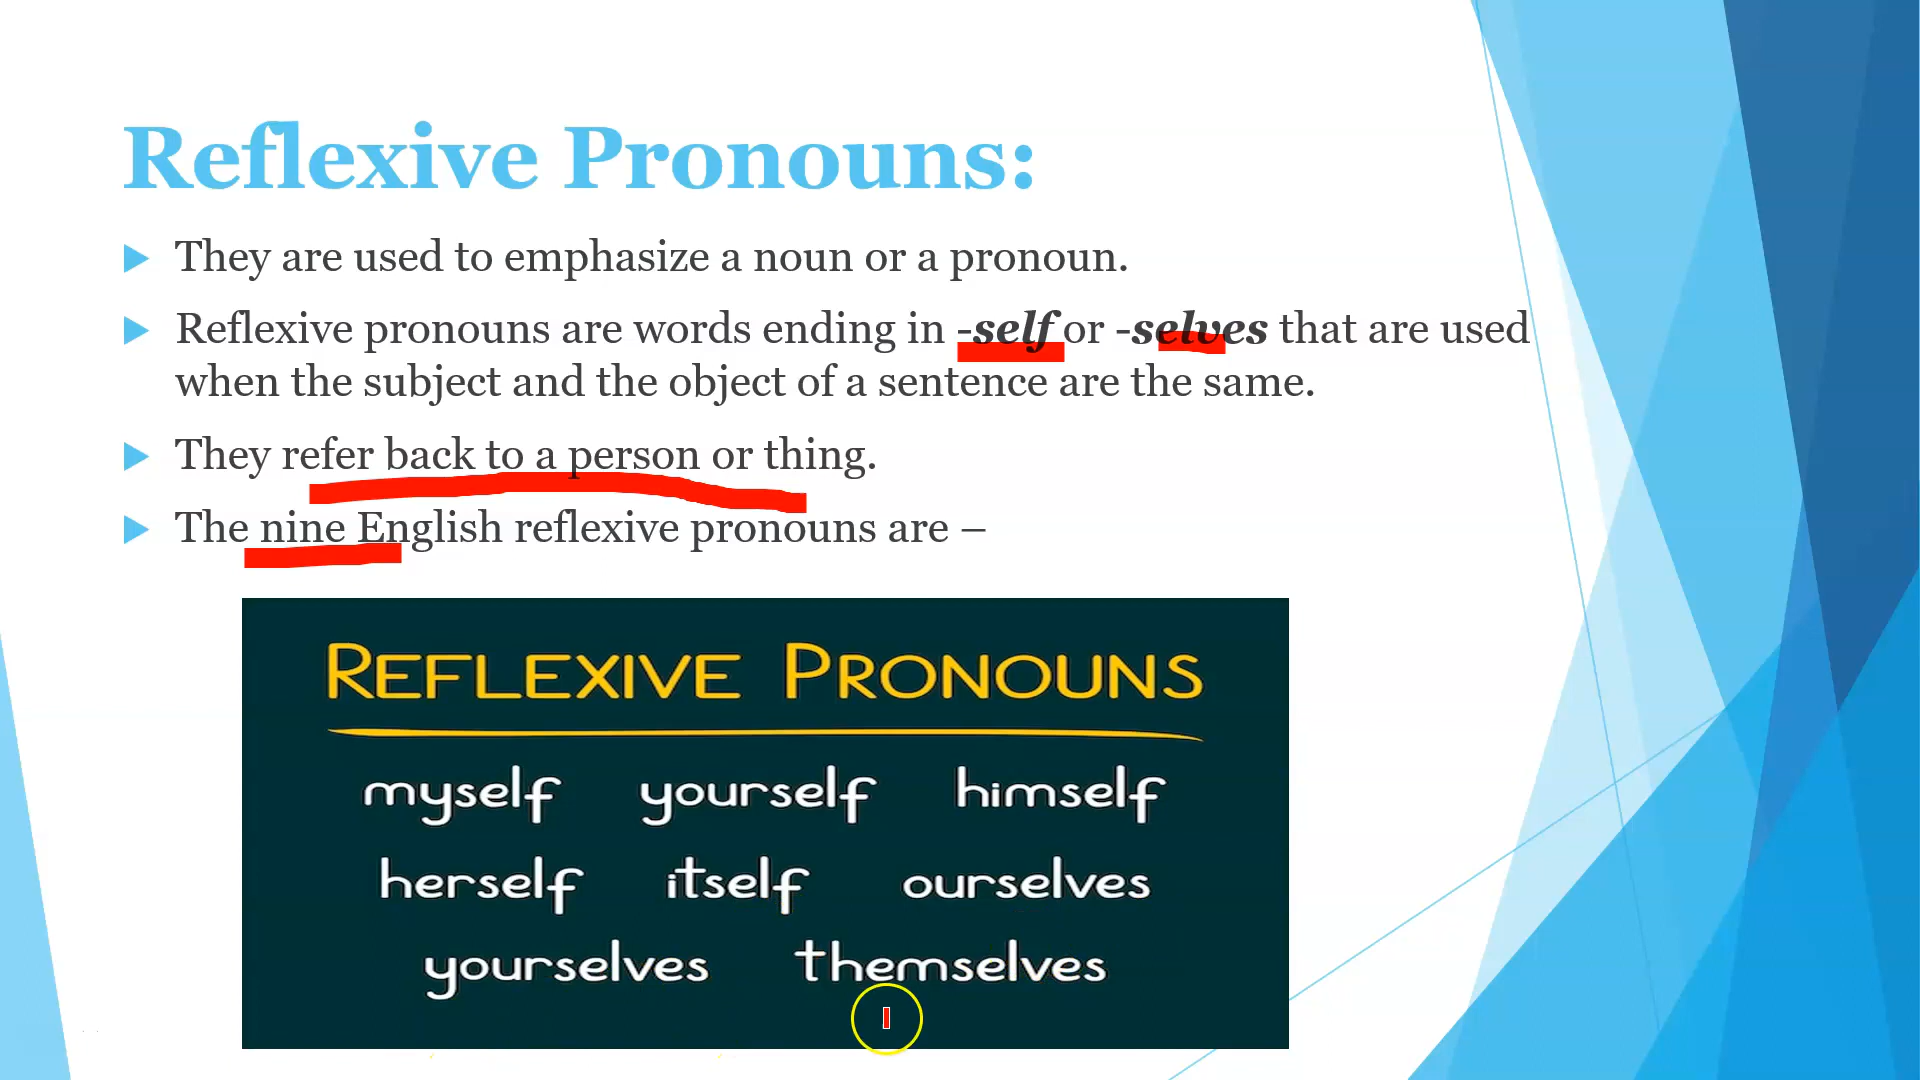 Reflexive Pronouns:
They are used to emphasize a noun or a pronoun.
Reflexive pronouns are words ending in -self or -selves that are used
when the subject and the object of a sentence are the same.
They refer back to a person or thing.
The nine English reflexive pronouns are –
REFLEXIVE PRONOUNS
myself yourself himself
herself itself ourselves
yourselves themselves